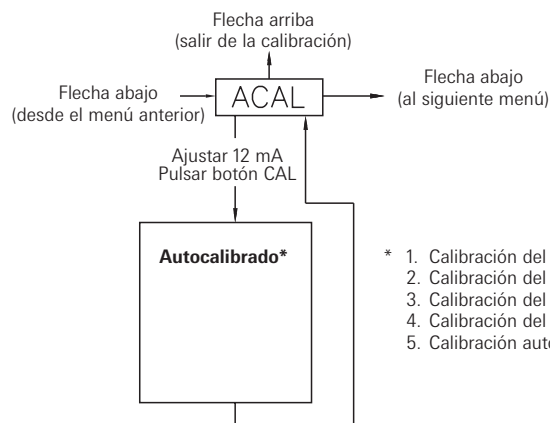 Flecha arriba
(salir de la calibración)
Flecha abajo
(desde el menú anterior)
ACAL
Flecha abajo
(al siguiente menú)
Ajustar 12 mA
Pulsar botón CAL
Autocalibrado*
* 1. Calibración del
2. Calibración del
3. Calibración del
4. Calibración del
5. Calibración